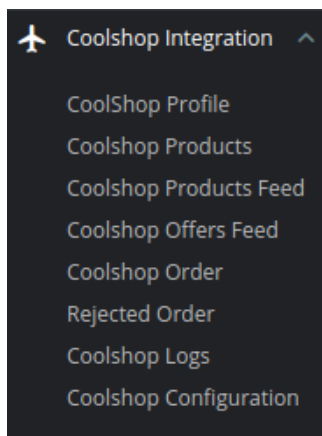 Coolshop Integration
CoolShop Profile
Coolshop Products
Coolshop Products Feed
Coolshop Offers Feed
Coolshop Order
Rejected Order
Coolshop Logs
Coolshop Configuration